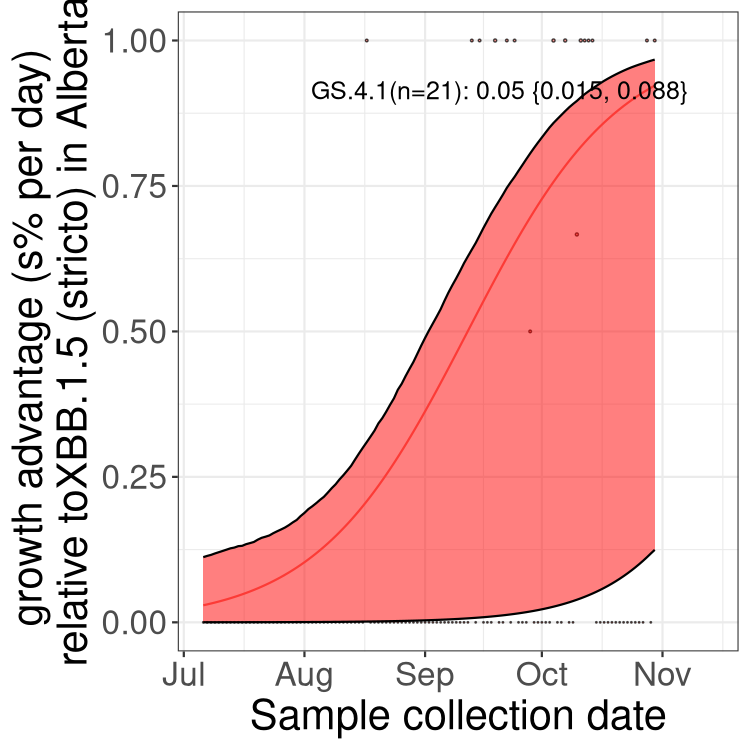 growth advantage (s% per day)
relative toXBB.1.5 (stricto) in Alberta
1.00
0.75
0.50
0.25
0.00
GS.4.1(n=21): 0.05 {0.015, 0.088}
Jul Aug Sep Oct Nov
Sample collection date